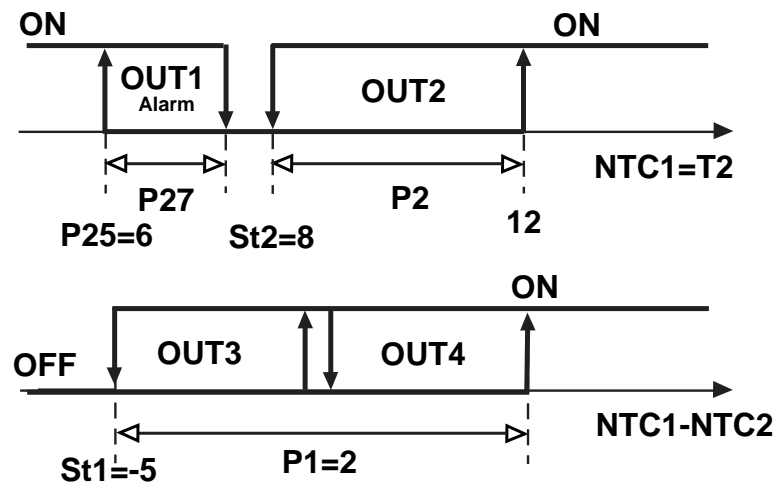 ON
ON
OUT1
Alarm
OUT2
NTC1=T2
P27
P2
P25=6
St2=8
12
ON
OUT3
OUT4
OFF
NTC1-NTC2
St1=-5
P1=2